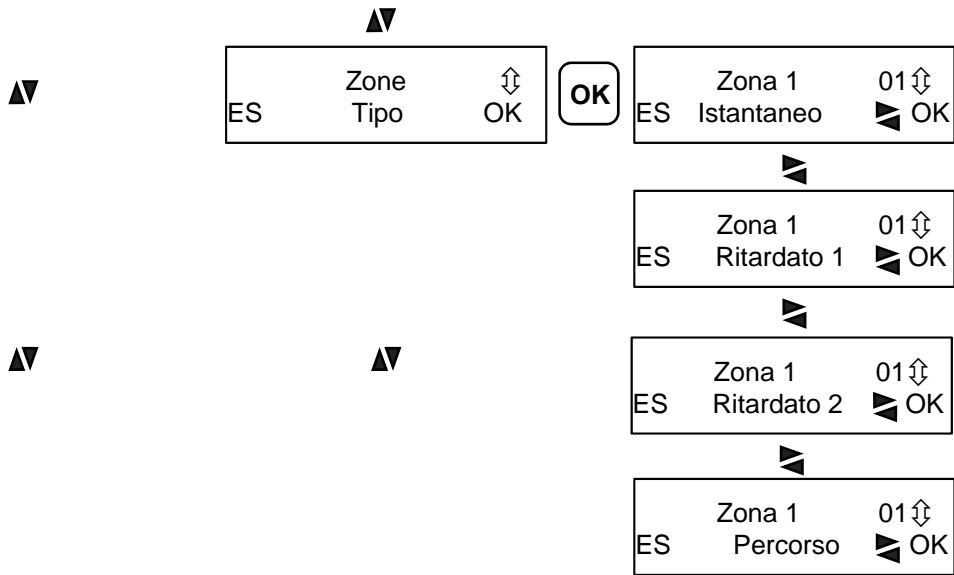 Zone
ES Tipo OK
OK
Zona 1 01
ES Istantaneo OK
Zona 1 01
ES Ritardato 1 OK
Zona 1 01
ES Ritardato 2 OK
Zona 1 01
ES Percorso OK